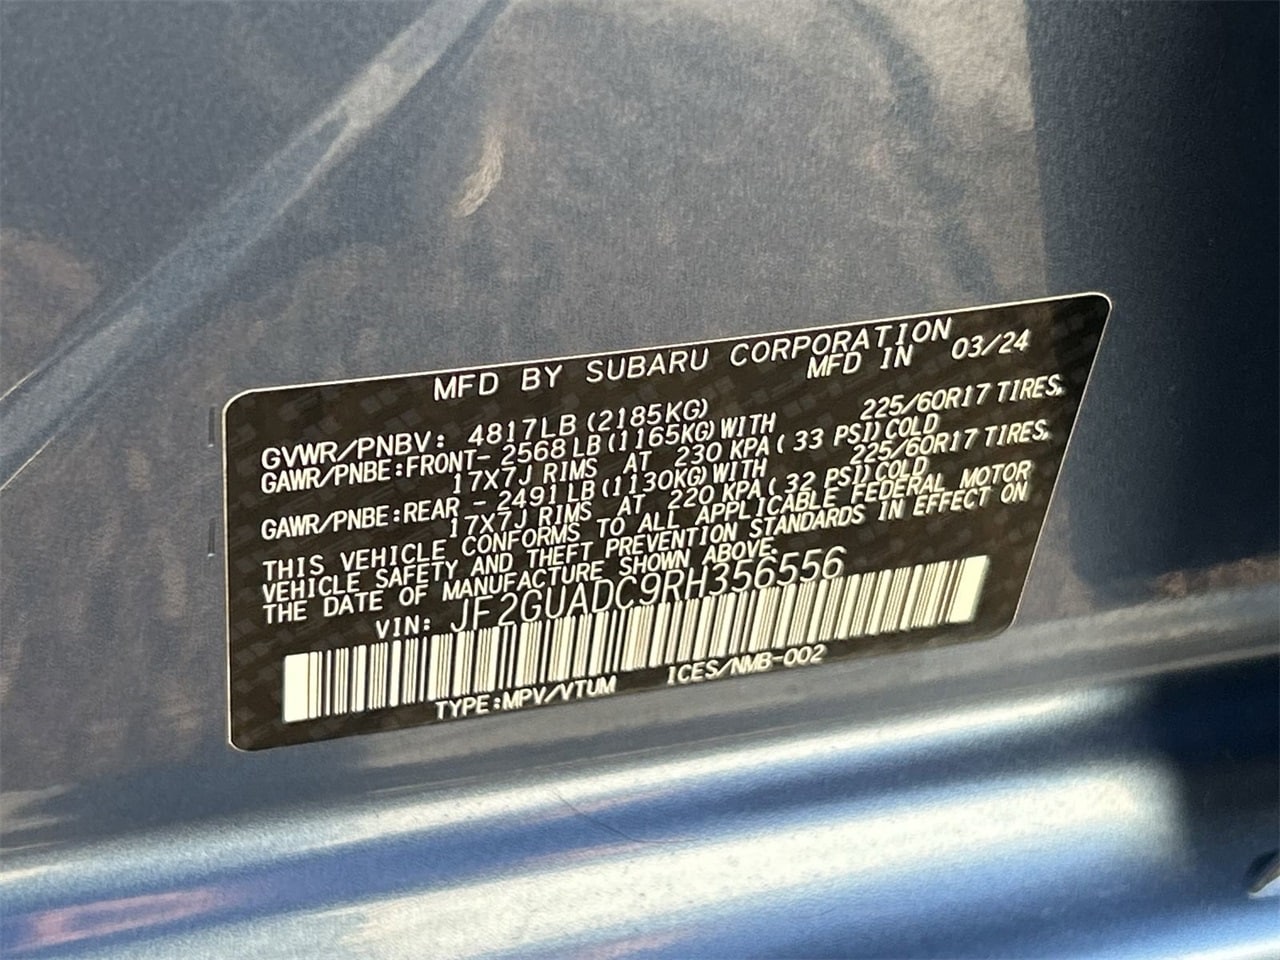 MFD BY SUBARU CORPORATION
MFD IN 03/24
GVWR/PNBV: 4817LB (2185KG)
GAWR/PNBE:FRONT- 2568 LB (1165KG) WITH 225/60R17 TIRES,
17X7J RIMS AT 230 KPA ( 33 PSI) COLD
GAWR/PNBE:REAR - 2491 LB (1130KG) WITH 225/60R17 TIRES,
17X7J RIMS AT 220 KPA ( 32 PSI) COLD
THIS VEHICLE CONFORMS TO ALL APPLICABLE FEDERAL MOTOR
VEHICLE SAFETY AND THEFT PREVENTION STANDARDS IN EFFECT ON
THE DATE OF MANUFACTURE SHOWN ABOVE.
VIN: JF2GUADC9RH356556
TYPE:MPV/VTUM ICES/NMB-002